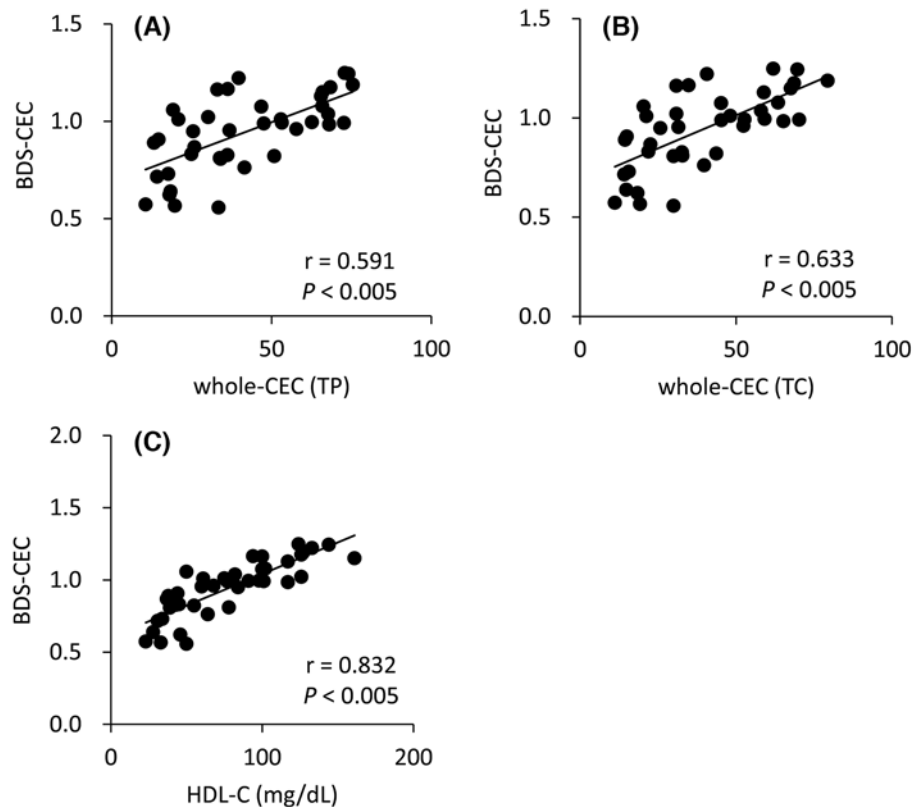 (A)
1.5
1.0
0.5
0.0
BDS-CEC
r = 0.591
P < 0.005
0
50
100
whole-CEC (TP)
(B)
1.5
1.0
0.5
0.0
BDS-CEC
r = 0.633
P < 0.005
0
50
100
whole-CEC (TC)
(C)
2.0
1.5
1.0
0.5
0.0
BDS-CEC
r = 0.832
P < 0.005
0
100
200
HDL-C (mg/dL)